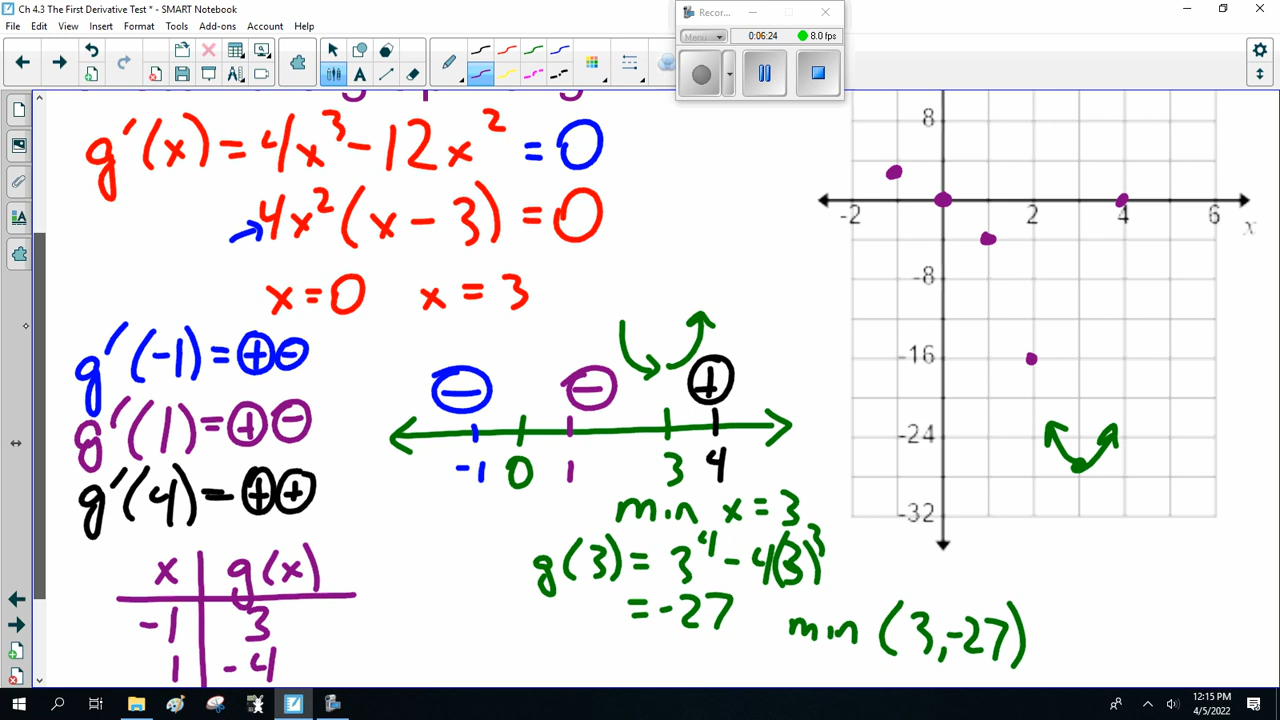 Ch 4.3 The First Derivative Test * - SMART Notebook
Recor...
File Edit View Insert Format Tools Add-ons Account Help
Menu
0:06:24
8.0 fps
g'(x) = 4x³ - 12x² = 0
4x²(x - 3) = 0
x = 0 x = 3
g'(-1) = ⊕⊖
g'(1) = ⊕⊖
g'(4) = ⊕⊕
⊖ ⊖ ⊕
-1 0 1 3 4
min x = 3
g(3) = 3⁴ - 4(3)³
= -27
min (3, -27)
x | g(x)
-1 | 3
1 | -4
8
-2 2 4 6 x
-8
-16
-24
-32
12:15 PM
4/5/2022